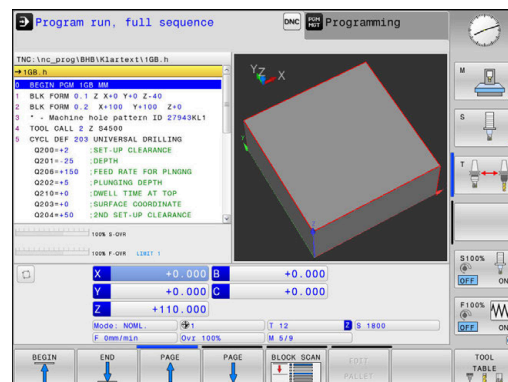 Program run, full sequence
DNC
PGM MGT
Programming
TNC:\nc_prog\BHB\Klartext\1GB.h
→1GB.h
0 BEGIN PGM 1GB MM
1 BLK FORM 0.1 Z X+0 Y+0 Z-40
2 BLK FORM 0.2 X+100 Y+100 Z+0
3 * - Machine hole pattern ID 27943KL1
4 TOOL CALL 2 Z S4500
5 CYCL DEF 203 UNIVERSAL DRILLING
Q200=+2 ;SET-UP CLEARANCE
Q201=-25 ;DEPTH
Q206=+150 ;FEED RATE FOR PLNGNG
Q202=+5 ;PLUNGING DEPTH
Q210=+0 ;DWELL TIME AT TOP
Q203=+0 ;SURFACE COORDINATE
Q204=+50 ;2ND SET-UP CLEARANCE
Y Z X
Z
100% S-OVR
100% F-OVR LIMIT 1
X +0.000 B +0.000
Y +0.000 C +0.000
Z +110.000
Mode: NOML. 1 T 12 Z S 1800
F 0mm/min Ovr 100% M 5/9
M
S
T
S100%
OFF ON
F100%
OFF ON
BEGIN
END
PAGE
PAGE
BLOCK SCAN
EDIT PALLET
TOOL TABLE